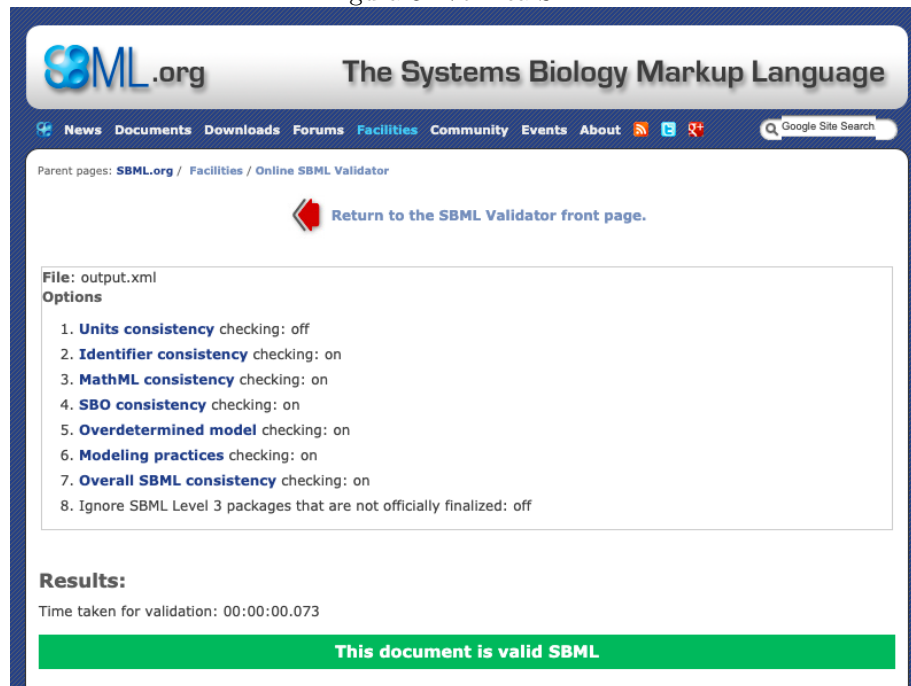 SBML.org The Systems Biology Markup Language
News Documents Downloads Forums Facilities Community Events About Google Site Search
Parent pages: SBML.org / Facilities / Online SBML Validator
Return to the SBML Validator front page.
File: output.xml
Options
1. Units consistency checking: off
2. Identifier consistency checking: on
3. MathML consistency checking: on
4. SBO consistency checking: on
5. Overdetermined model checking: on
6. Modeling practices checking: on
7. Overall SBML consistency checking: on
8. Ignore SBML Level 3 packages that are not officially finalized: off
Results:
Time taken for validation: 00:00:00.073
This document is valid SBML